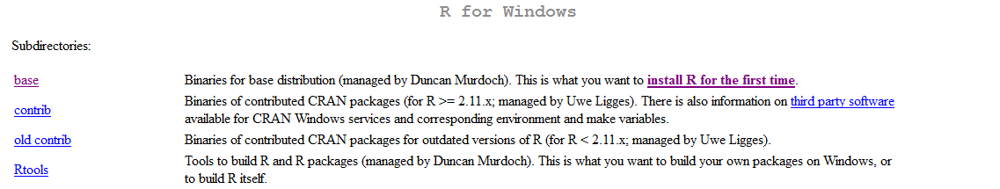 R for Windows
Subdirectories:
base Binaries for base distribution (managed by Duncan Murdoch). This is what you want to install R for the first time.
contrib Binaries of contributed CRAN packages (for R >= 2.11.x; managed by Uwe Ligges). There is also information on third party software
available for CRAN Windows services and corresponding environment and make variables.
old contrib Binaries of contributed CRAN packages for outdated versions of R (for R < 2.11.x; managed by Uwe Ligges).
Rtools Tools to build R and R packages (managed by Duncan Murdoch). This is what you want to build your own packages on Windows, or
to build R itself.